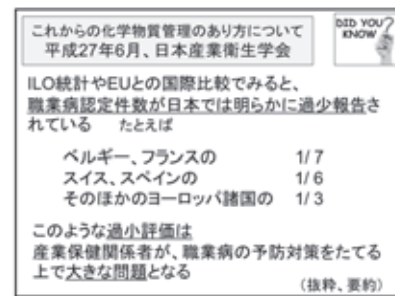 これからの化学物質管理のあり方について
平成27年6月、日本産業衛生学会
DID YOU?
KNOW
ILO統計やEUとの国際比較でみると、
職業病認定件数が日本では明らかに過少報告さ
れている たとえば
ベルギー、フランスの 1/ 7
スイス、スペインの 1/ 6
そのほかのヨーロッパ諸国の 1/ 3
このような過小評価は
産業保健関係者が、職業病の予防対策をたてる
上で大きな問題となる
(抜粋、要約)